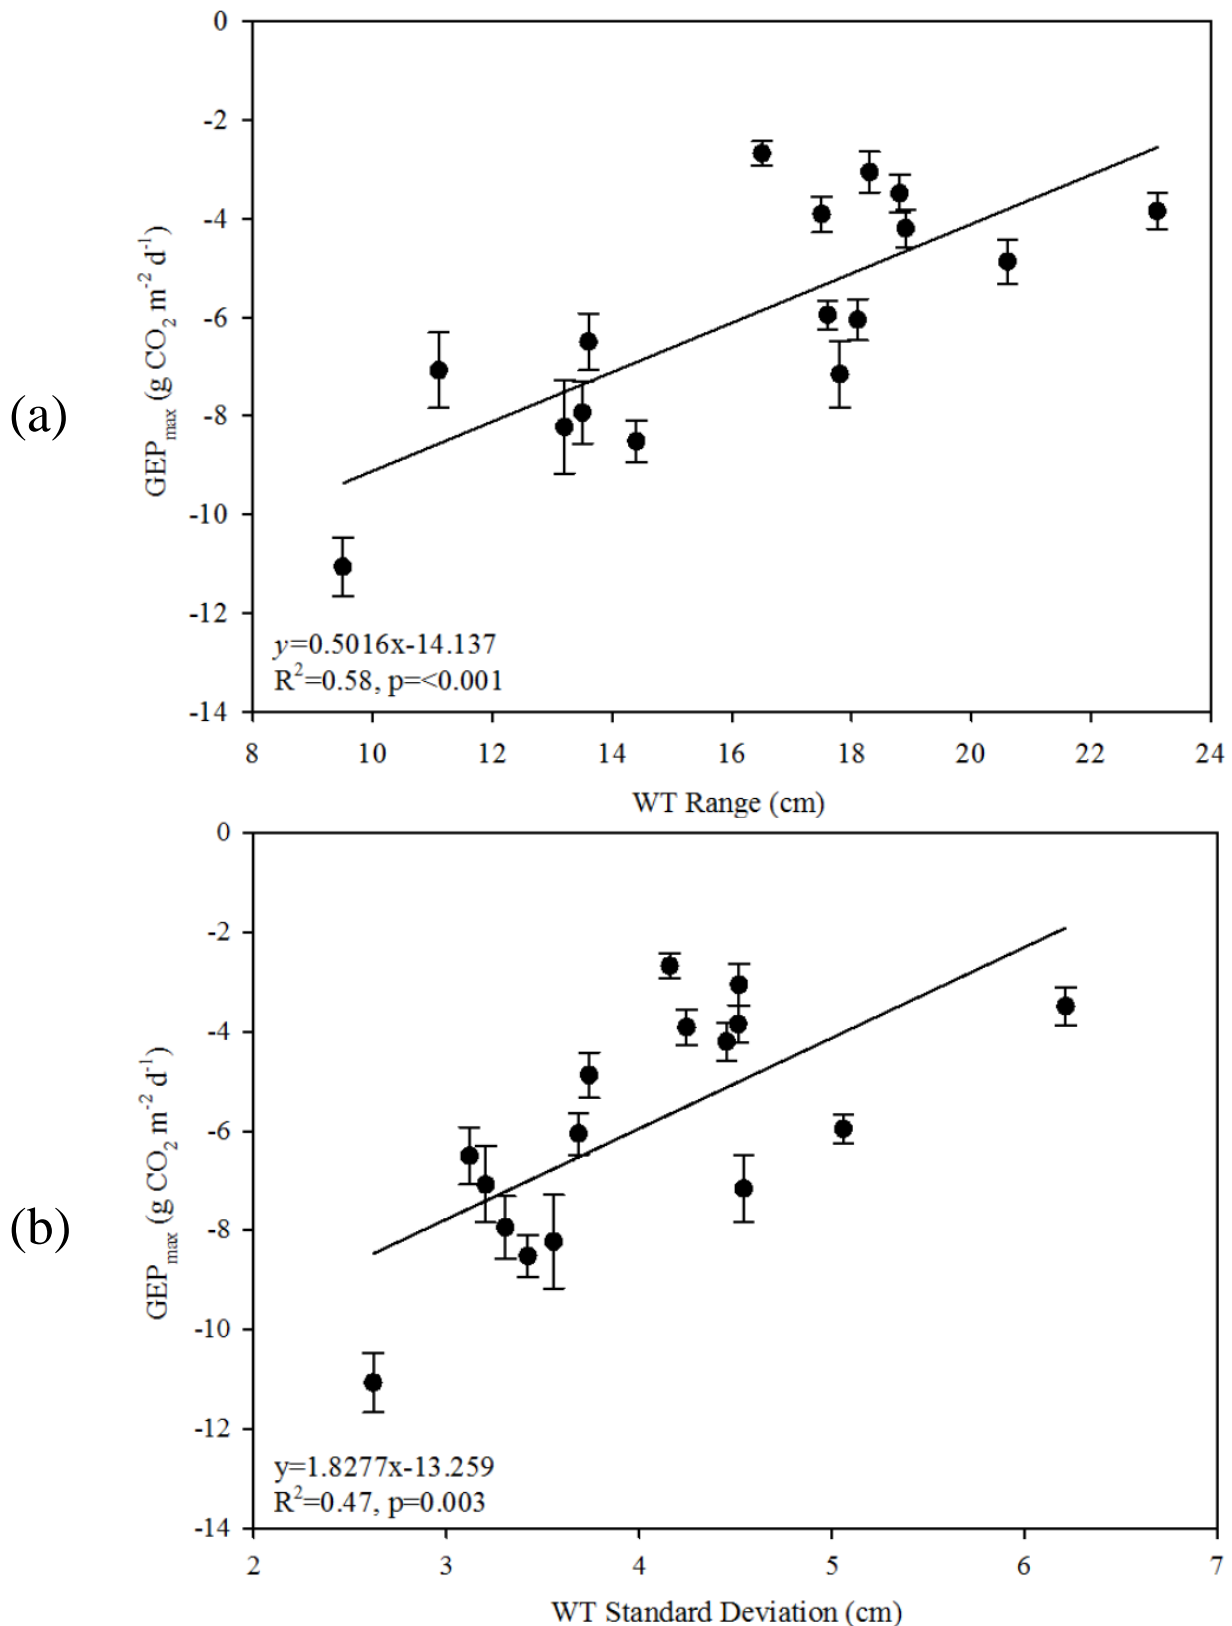 0
-2
-4
-6
-8
-10
-12
-14
GEPmax (g CO2 m-2 d-1)
(a)
y=0.5016x-14.137
R2=0.58, p=<0.001
8 10 12 14 16 18 20 22 24
WT Range (cm)
0
-2
-4
-6
-8
-10
-12
-14
GEPmax (g CO2 m-2 d-1)
(b)
y=1.8277x-13.259
R2=0.47, p=0.003
2 3 4 5 6 7
WT Standard Deviation (cm)